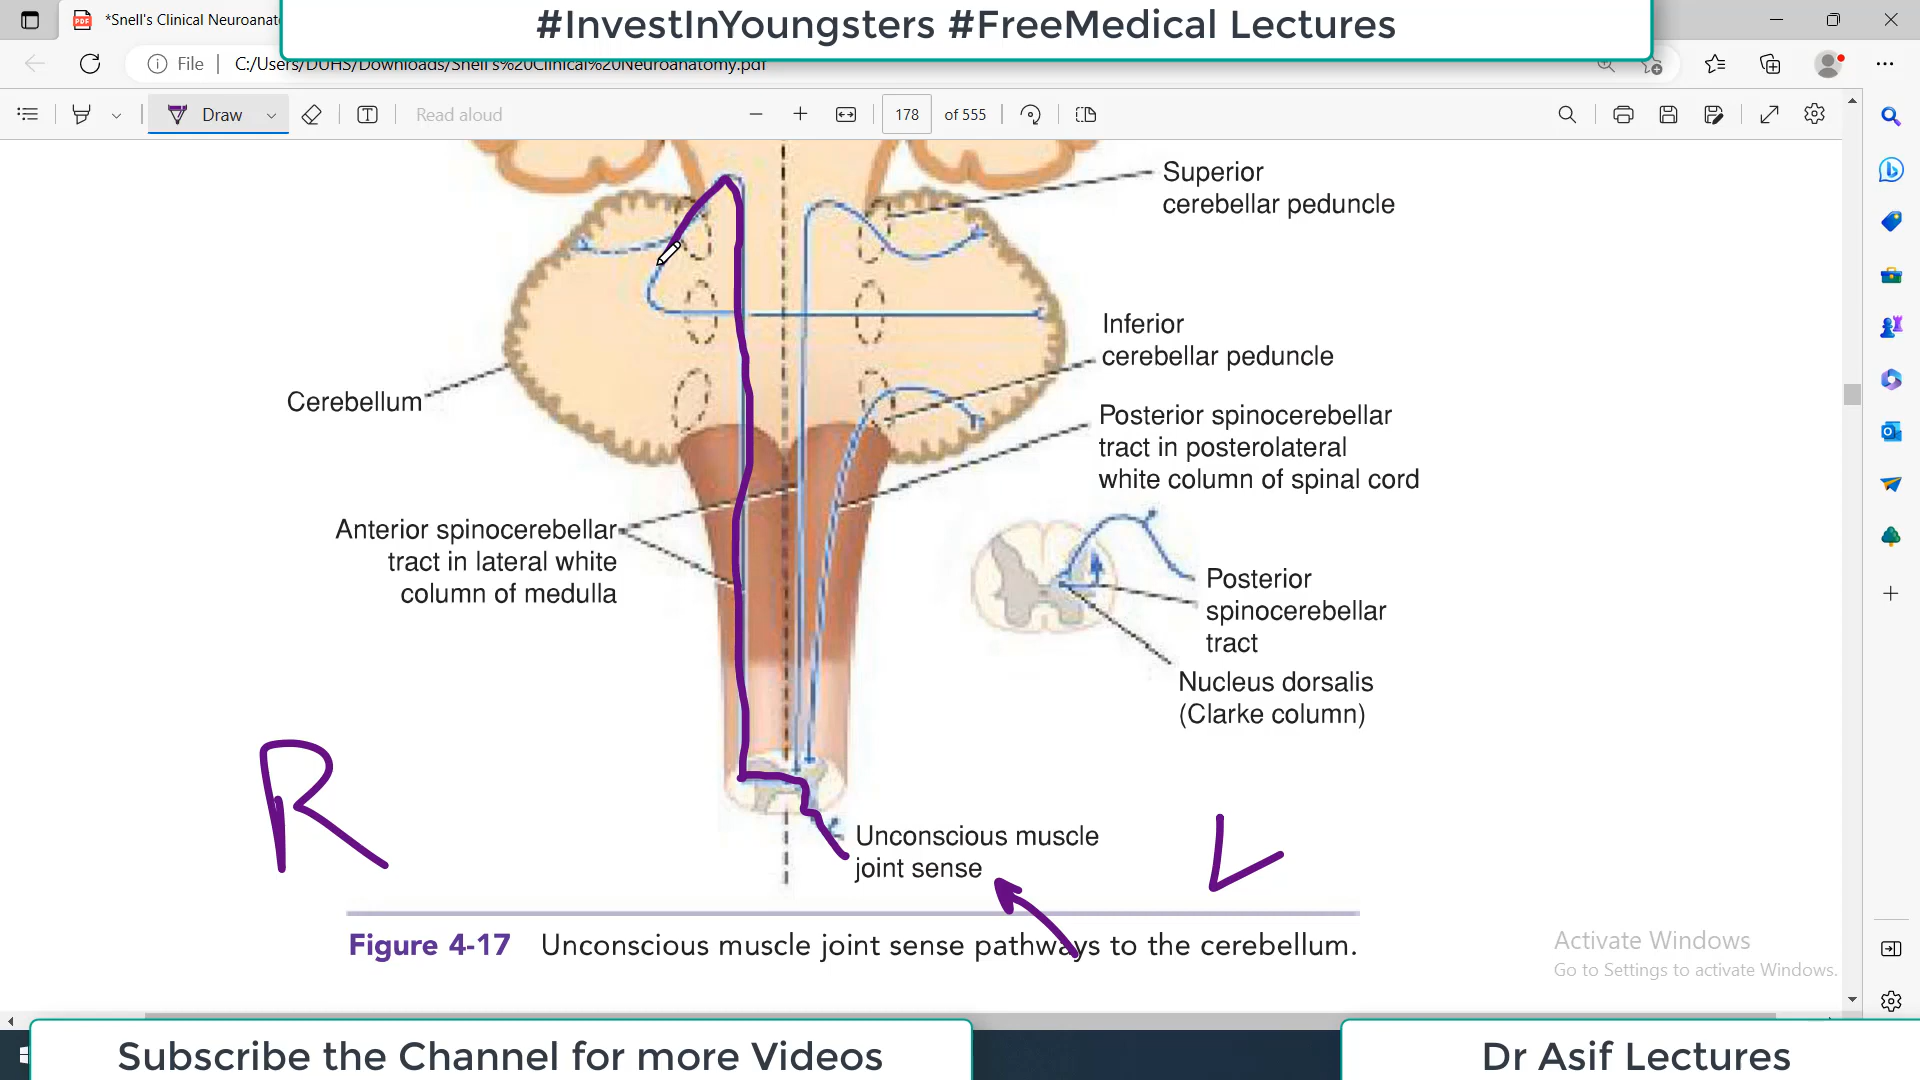 #InvestInYoungsters #FreeMedical Lectures
*Snell's Clinical Neuroanato
File
C:/Users/DUHS/Downloads/Snell's%20Clinical%20Neuroanatomy.pdf
Draw
Read aloud
178 of 555
Superior
cerebellar peduncle
Inferior
cerebellar peduncle
Cerebellum
Posterior spinocerebellar
tract in posterolateral
white column of spinal cord
Anterior spinocerebellar
tract in lateral white
column of medulla
Posterior
spinocerebellar
tract
Nucleus dorsalis
(Clarke column)
R
L
Unconscious muscle
joint sense
Figure 4-17 Unconscious muscle joint sense pathways to the cerebellum.
Activate Windows
Go to Settings to activate Windows.
Subscribe the Channel for more Videos
Dr Asif Lectures